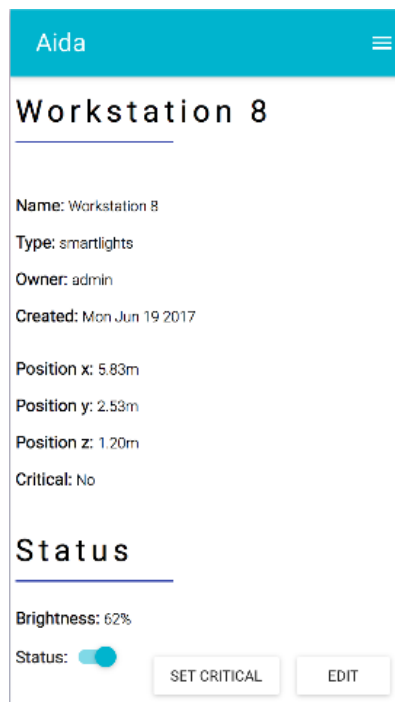 Aida
Workstation 8
Name: Workstation 8
Type: smartlights
Owner: admin
Created: Mon Jun 19 2017
Position x: 5.83m
Position y: 2.53m
Position z: 1.20m
Critical: No
Status
Brightness: 62%
Status:
SET CRITICAL EDIT